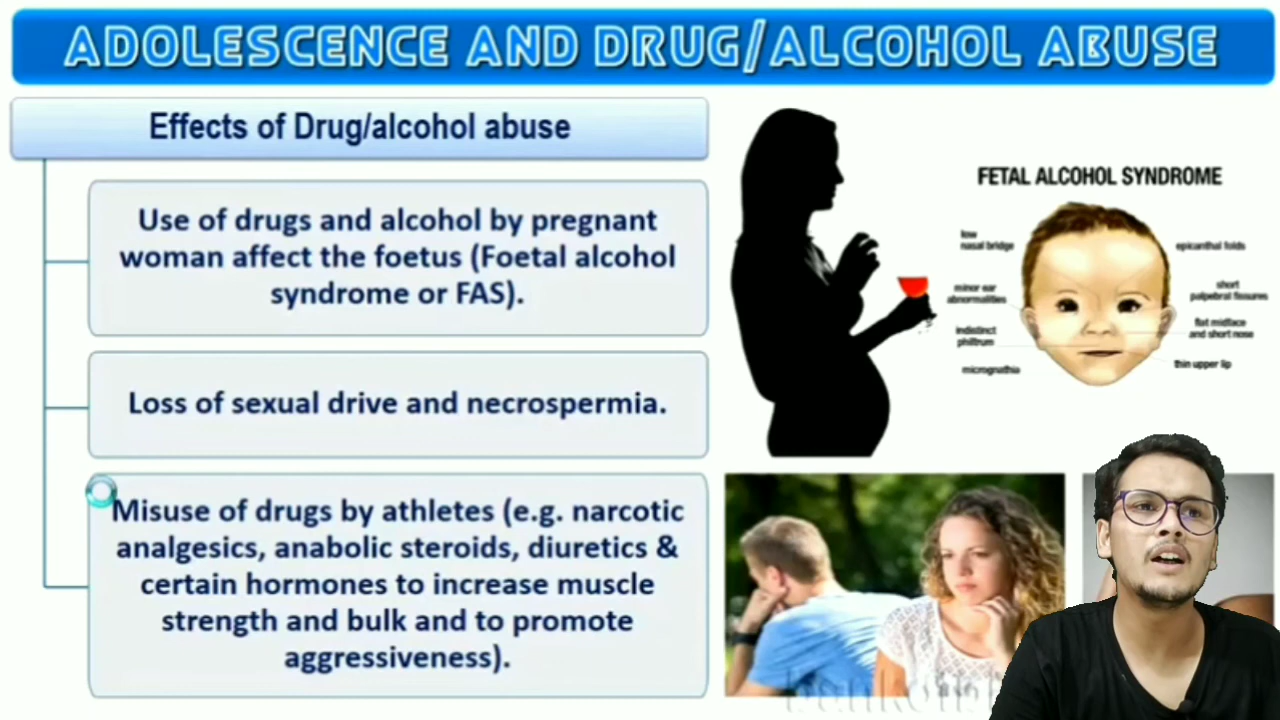 ADOLESCENCE AND DRUG/ALCOHOL ABUSE
Effects of Drug/alcohol abuse
Use of drugs and alcohol by pregnant
woman affect the foetus (Foetal alcohol
syndrome or FAS).
Loss of sexual drive and necrospermia.
Misuse of drugs by athletes (e.g. narcotic
analgesics, anabolic steroids, diuretics &
certain hormones to increase muscle
strength and bulk and to promote
aggressiveness).
FETAL ALCOHOL SYNDROME
low
nasal bridge
minor ear
abnormalities
indistinct
philtrum
micrognathia
epicanthal folds
short
palpebral fissures
flat midface
and short nose
thin upper lip